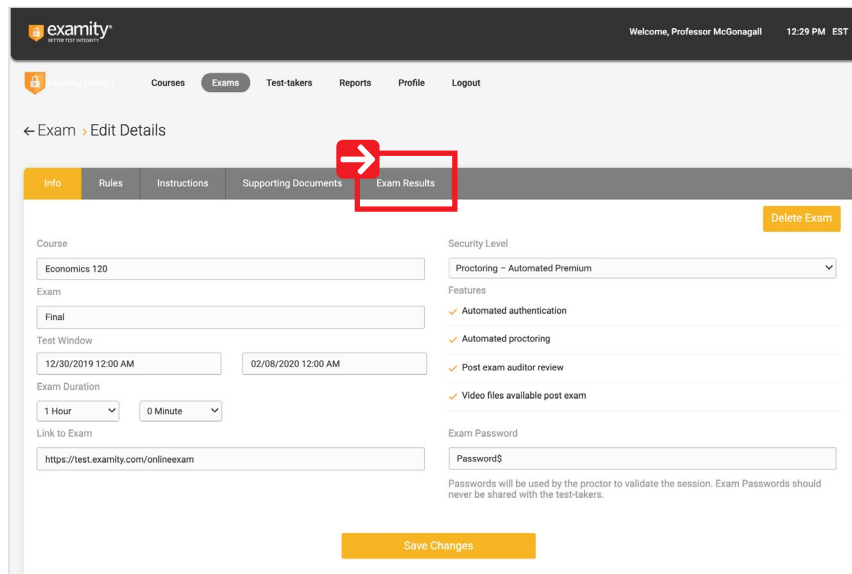 examity®
BETTER TEST INTEGRITY
Welcome, Professor McGonagall 12:29 PM EST
Courses Exams Test-takers Reports Profile Logout
← Exam › Edit Details
Info Rules Instructions Supporting Documents Exam Results
Delete Exam
Course
Economics 120
Exam
Final
Test Window
12/30/2019 12:00 AM 02/08/2020 12:00 AM
Exam Duration
1 Hour 0 Minute
Link to Exam
https://test.examity.com/onlineexam
Security Level
Proctoring – Automated Premium
Features
Automated authentication
Automated proctoring
Post exam auditor review
Video files available post exam
Exam Password
Password$
Passwords will be used by the proctor to validate the session. Exam Passwords should
never be shared with the test-takers.
Save Changes